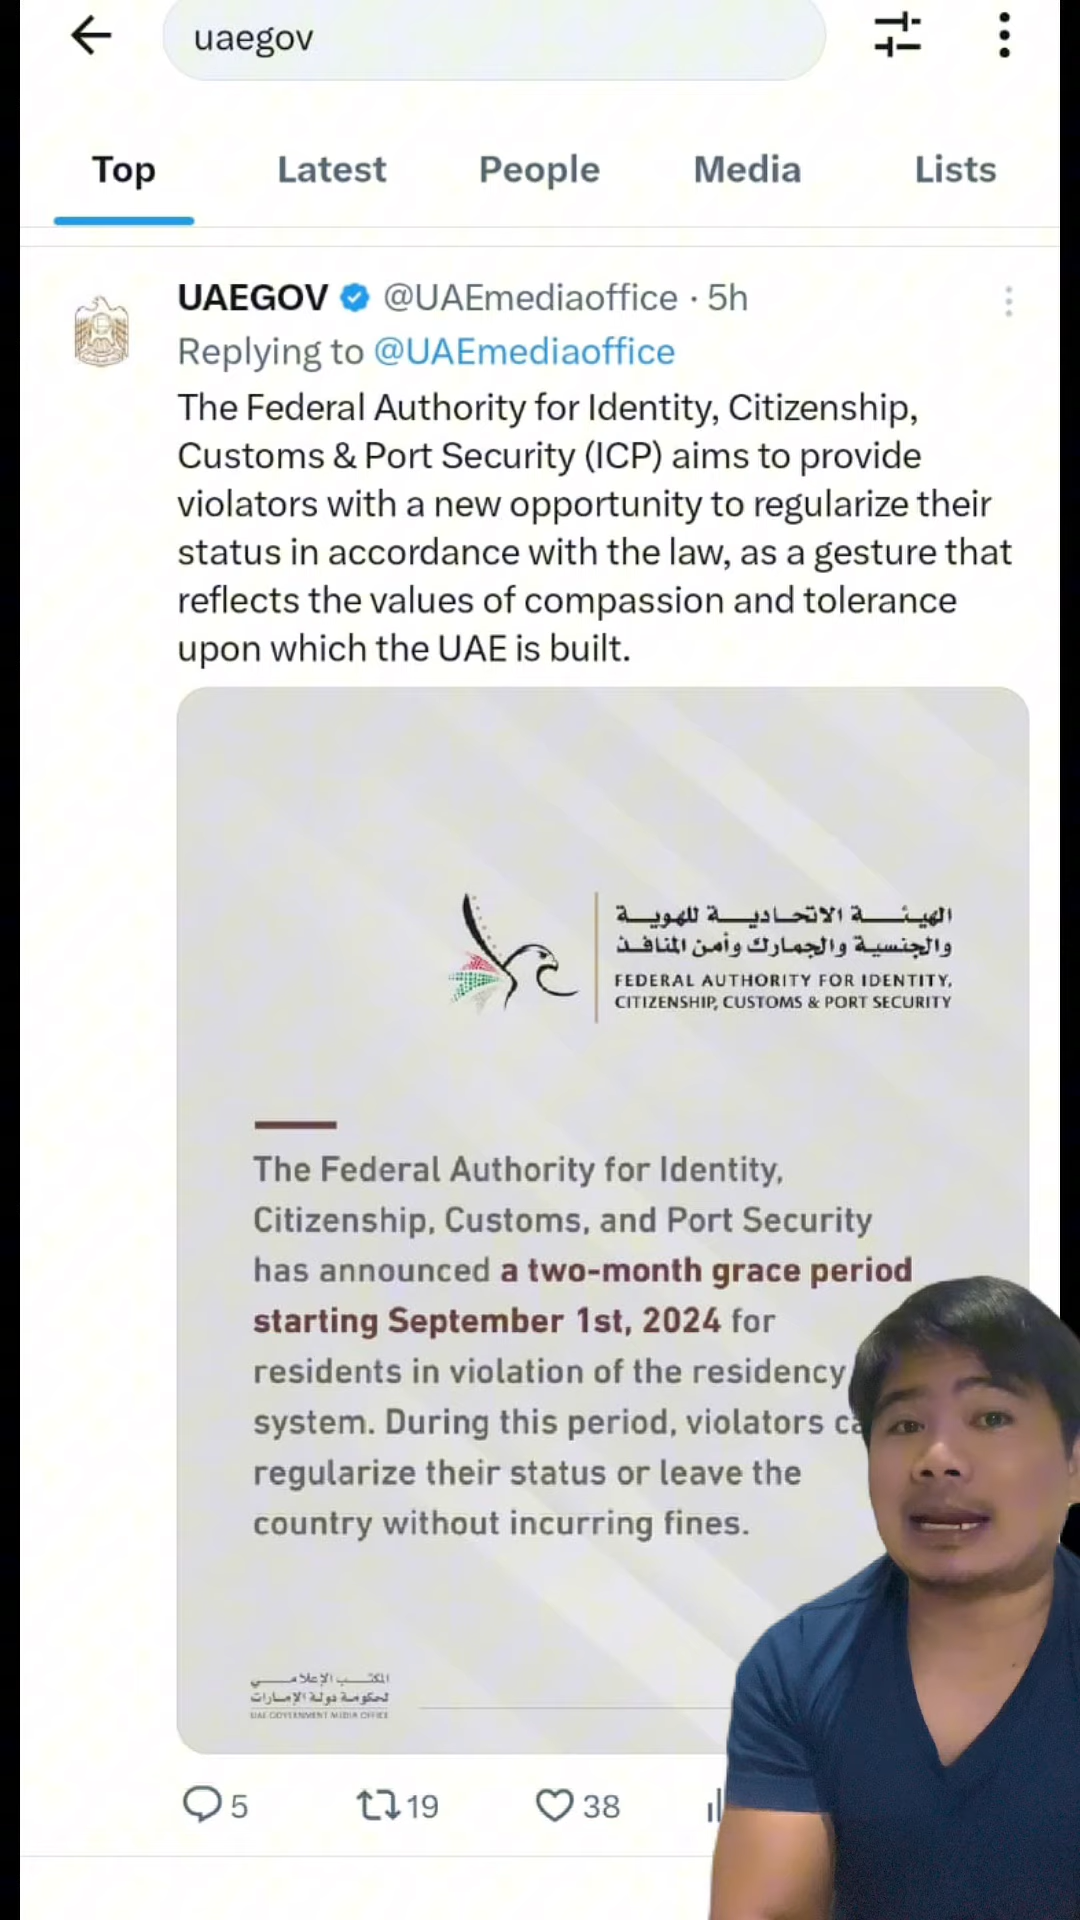 uaegov
Top Latest People Media Lists
UAEGOV @UAEmediaoffice · 5h
Replying to @UAEmediaoffice
The Federal Authority for Identity, Citizenship,
Customs & Port Security (ICP) aims to provide
violators with a new opportunity to regularize their
status in accordance with the law, as a gesture that
reflects the values of compassion and tolerance
upon which the UAE is built.
الهيئة الاتحادية للهوية
والجنسية والجمارك وأمن المنافذ
FEDERAL AUTHORITY FOR IDENTITY,
CITIZENSHIP, CUSTOMS & PORT SECURITY
The Federal Authority for Identity,
Citizenship, Customs, and Port Security
has announced a two-month grace period
starting September 1st, 2024 for
residents in violation of the residency
system. During this period, violators
regularize their status or leave the
country without incurring fines.
المكتب الإعلامي
لحكومة دولة الإمارات
UAE GOVERNMENT MEDIA OFFICE
5 19 38